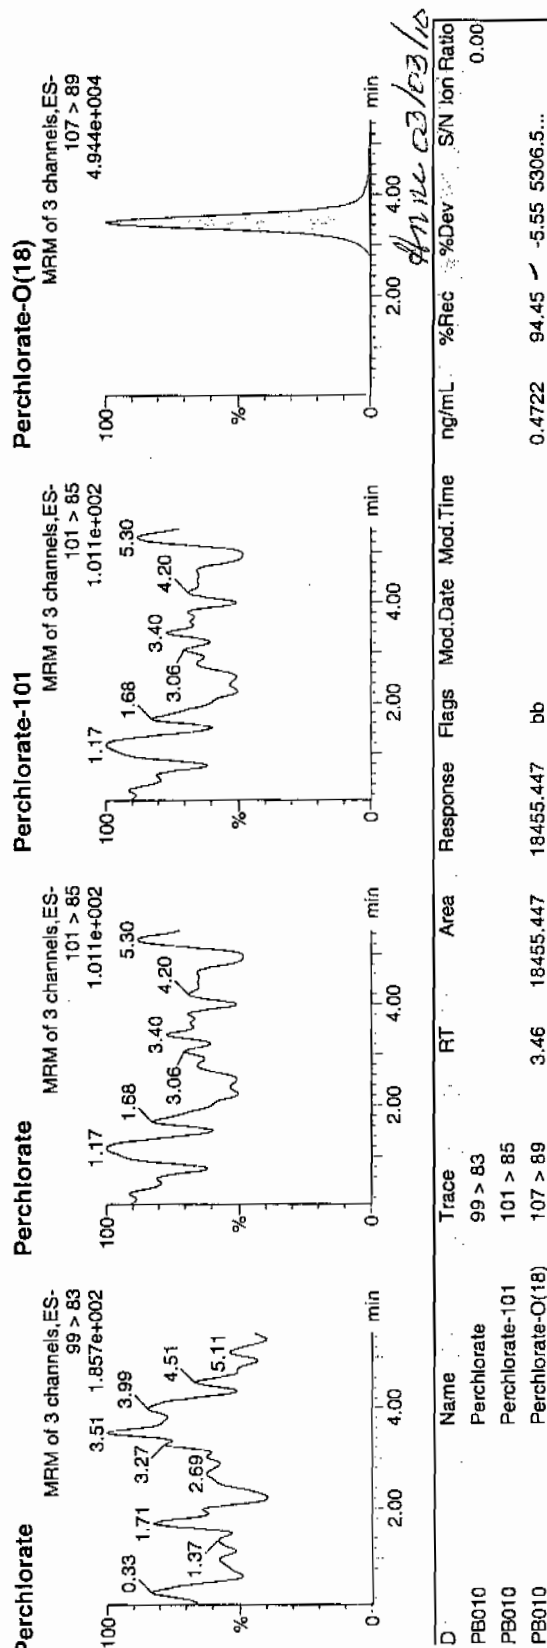 Perchlorate
MRM of 3 channels,ES-
99 > 83
1.857e+002
100
%
0
0.33
1.37
1.71
2.69
3.27
3.51
3.99
4.51
5.11
2.00
4.00
min
Perchlorate
MRM of 3 channels,ES-
101 > 85
1.011e+002
100
%
0
1.17
1.68
3.06
3.40
4.20
5.30
2.00
4.00
min
Perchlorate-101
MRM of 3 channels,ES-
101 > 85
1.011e+002
100
%
0
1.17
1.68
3.06
3.40
4.20
5.30
2.00
4.00
min
Perchlorate-O(18)
MRM of 3 channels,ES-
107 > 89
4.944e+004
100
%
0
2.00
4.00
min
03/03/10
D Name Trace RT Area Response Flags Mod.Date Mod.Time ng/mL %Rec %Dev S/N Ion Ratio
PB010 Perchlorate 99 > 83 0.00
PB010 Perchlorate-101 101 > 85
PB010 Perchlorate-O(18) 107 > 89 3.46 18455.447 18455.447 bb 0.4722 94.45 -5.55 5306.5...